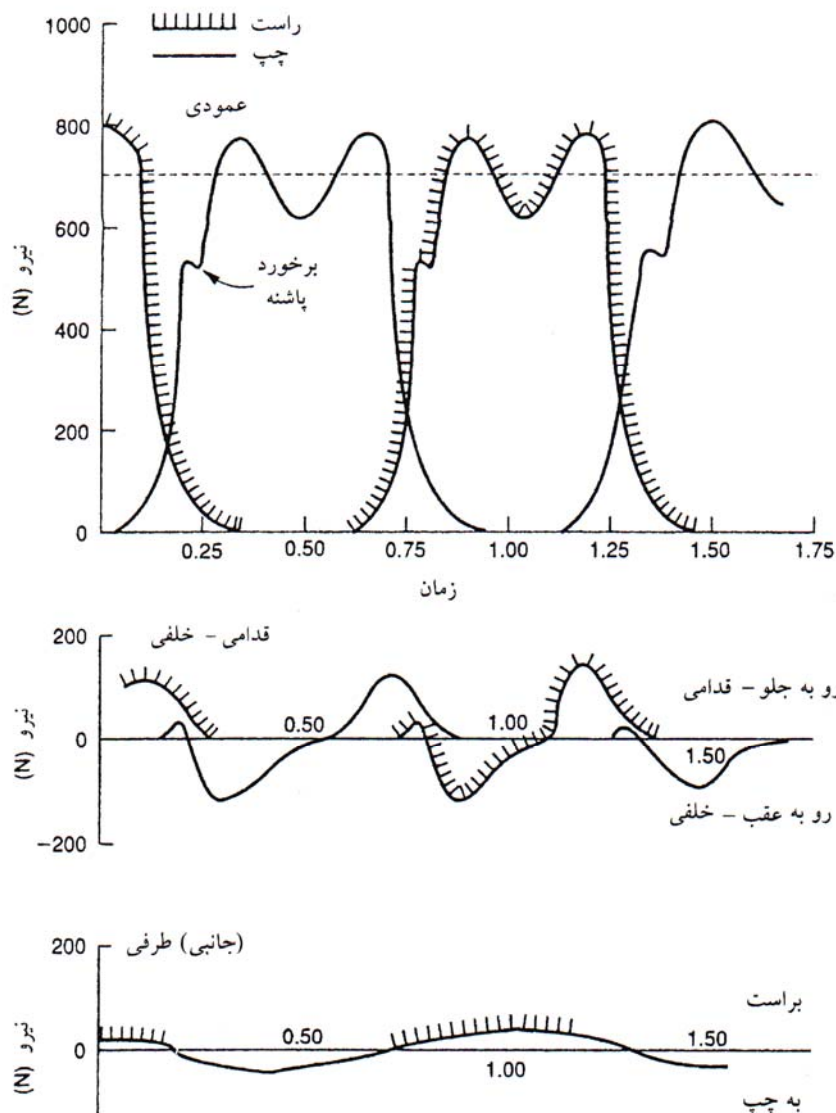 1000
راست
چپ
عمودی
800
600
نیرو (N)
برخورد
پاشنه
400
200
0
0.25 0.50 0.75 1.00 1.25 1.50 1.75
زمان
200
قدامی - خلفی
رو به جلو - قدامی
0.50 1.00
نیرو (N)
0
1.50
رو به عقب - خلفی
-200
200
(جانبی) طرفی
براست
نیرو (N)
0.50 1.50
0
1.00
به چپ